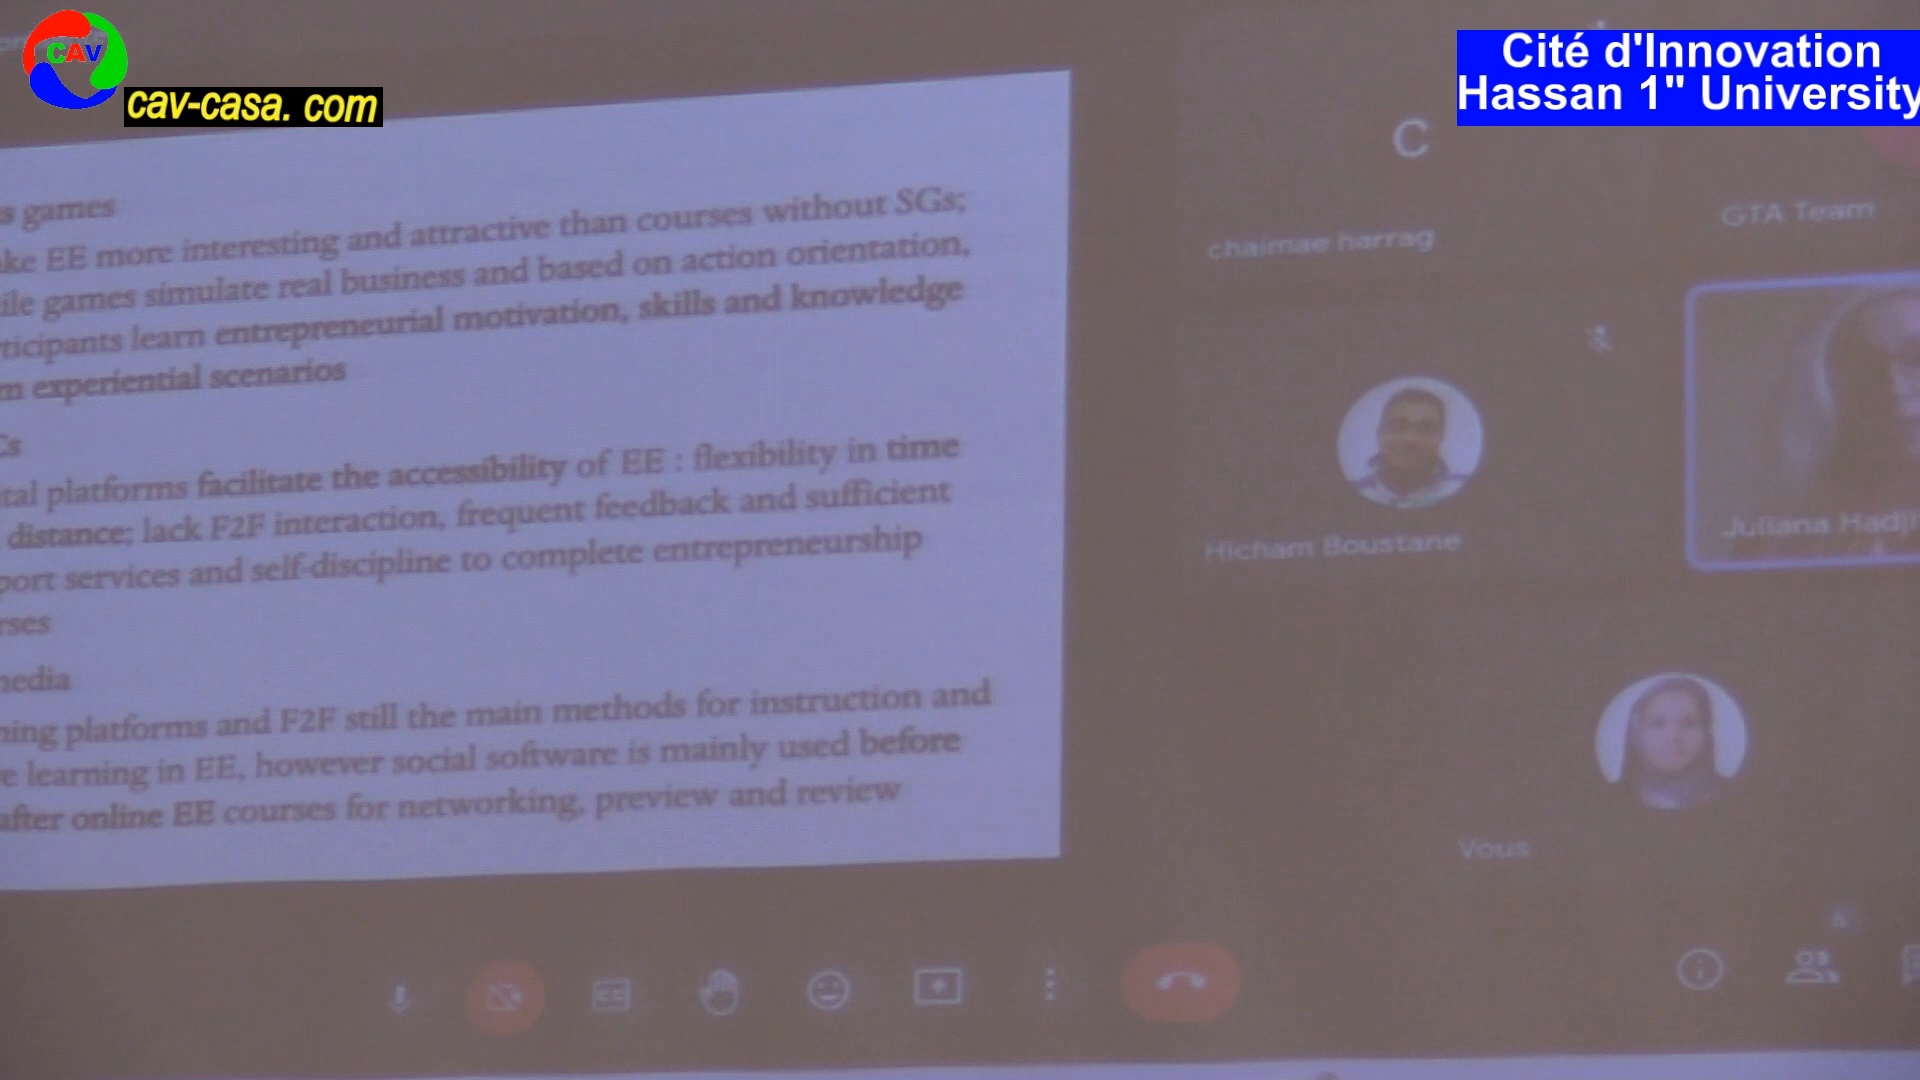 CAV
cav-casa. com
Cité d'Innovation
Hassan 1" University
s games
ke EE more interesting and attractive than courses without SGs;
ile games simulate real business and based on action orientation,
ticipants learn entrepreneurial motivation, skills and knowledge
m experiential scenarios
Cs
tal platforms facilitate the accessibility of EE : flexibility in time
distance; lack F2F interaction, frequent feedback and sufficient
port services and self-discipline to complete entrepreneurship
rses
media
ning platforms and F2F still the main methods for instruction and
e learning in EE, however social software is mainly used before
after online EE courses for networking, preview and review
C
chaimae harrag
GTA Team
Hicham Boustane
Juliana Hadji
Vous
CC